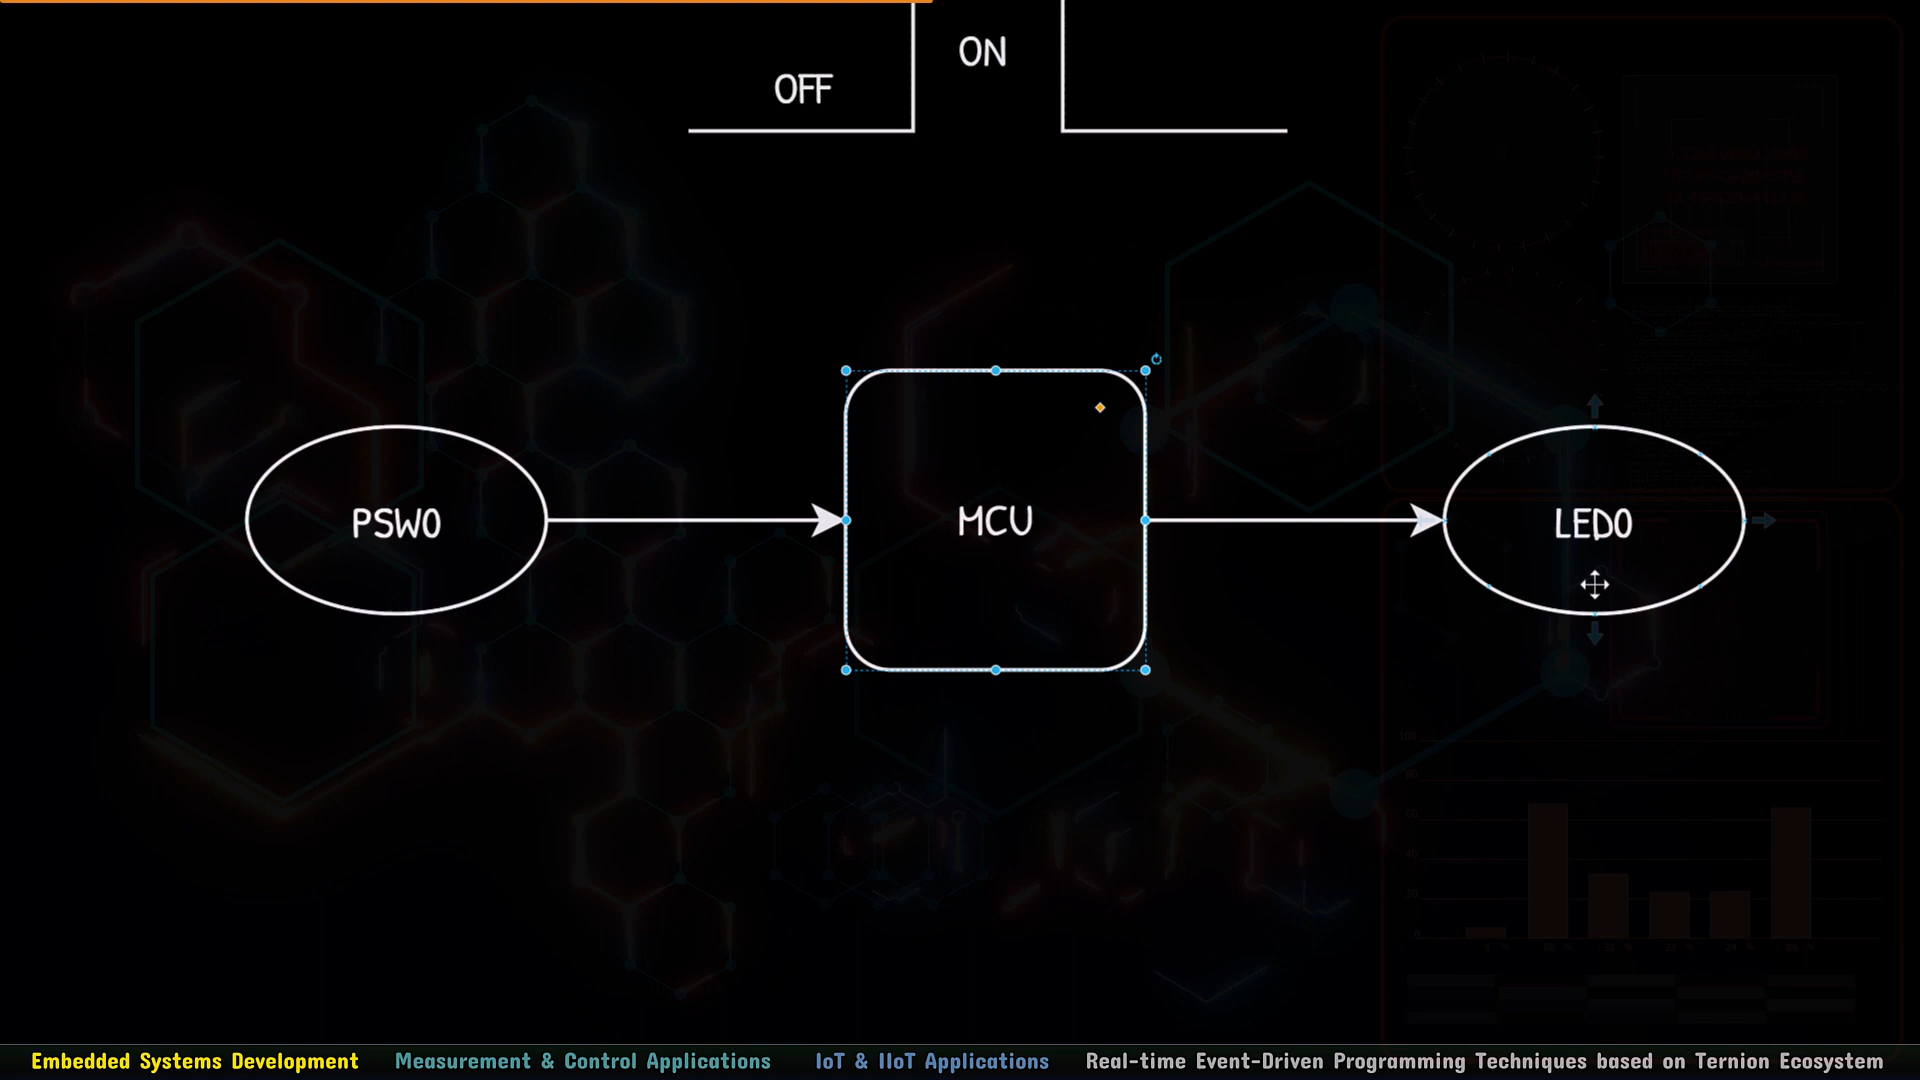 ON
OFF
PSW0
MCU
LED0
Embedded Systems Development Measurement & Control Applications IoT & IIoT Applications Real-time Event-Driven Programming Techniques based on Ternion Ecosystem